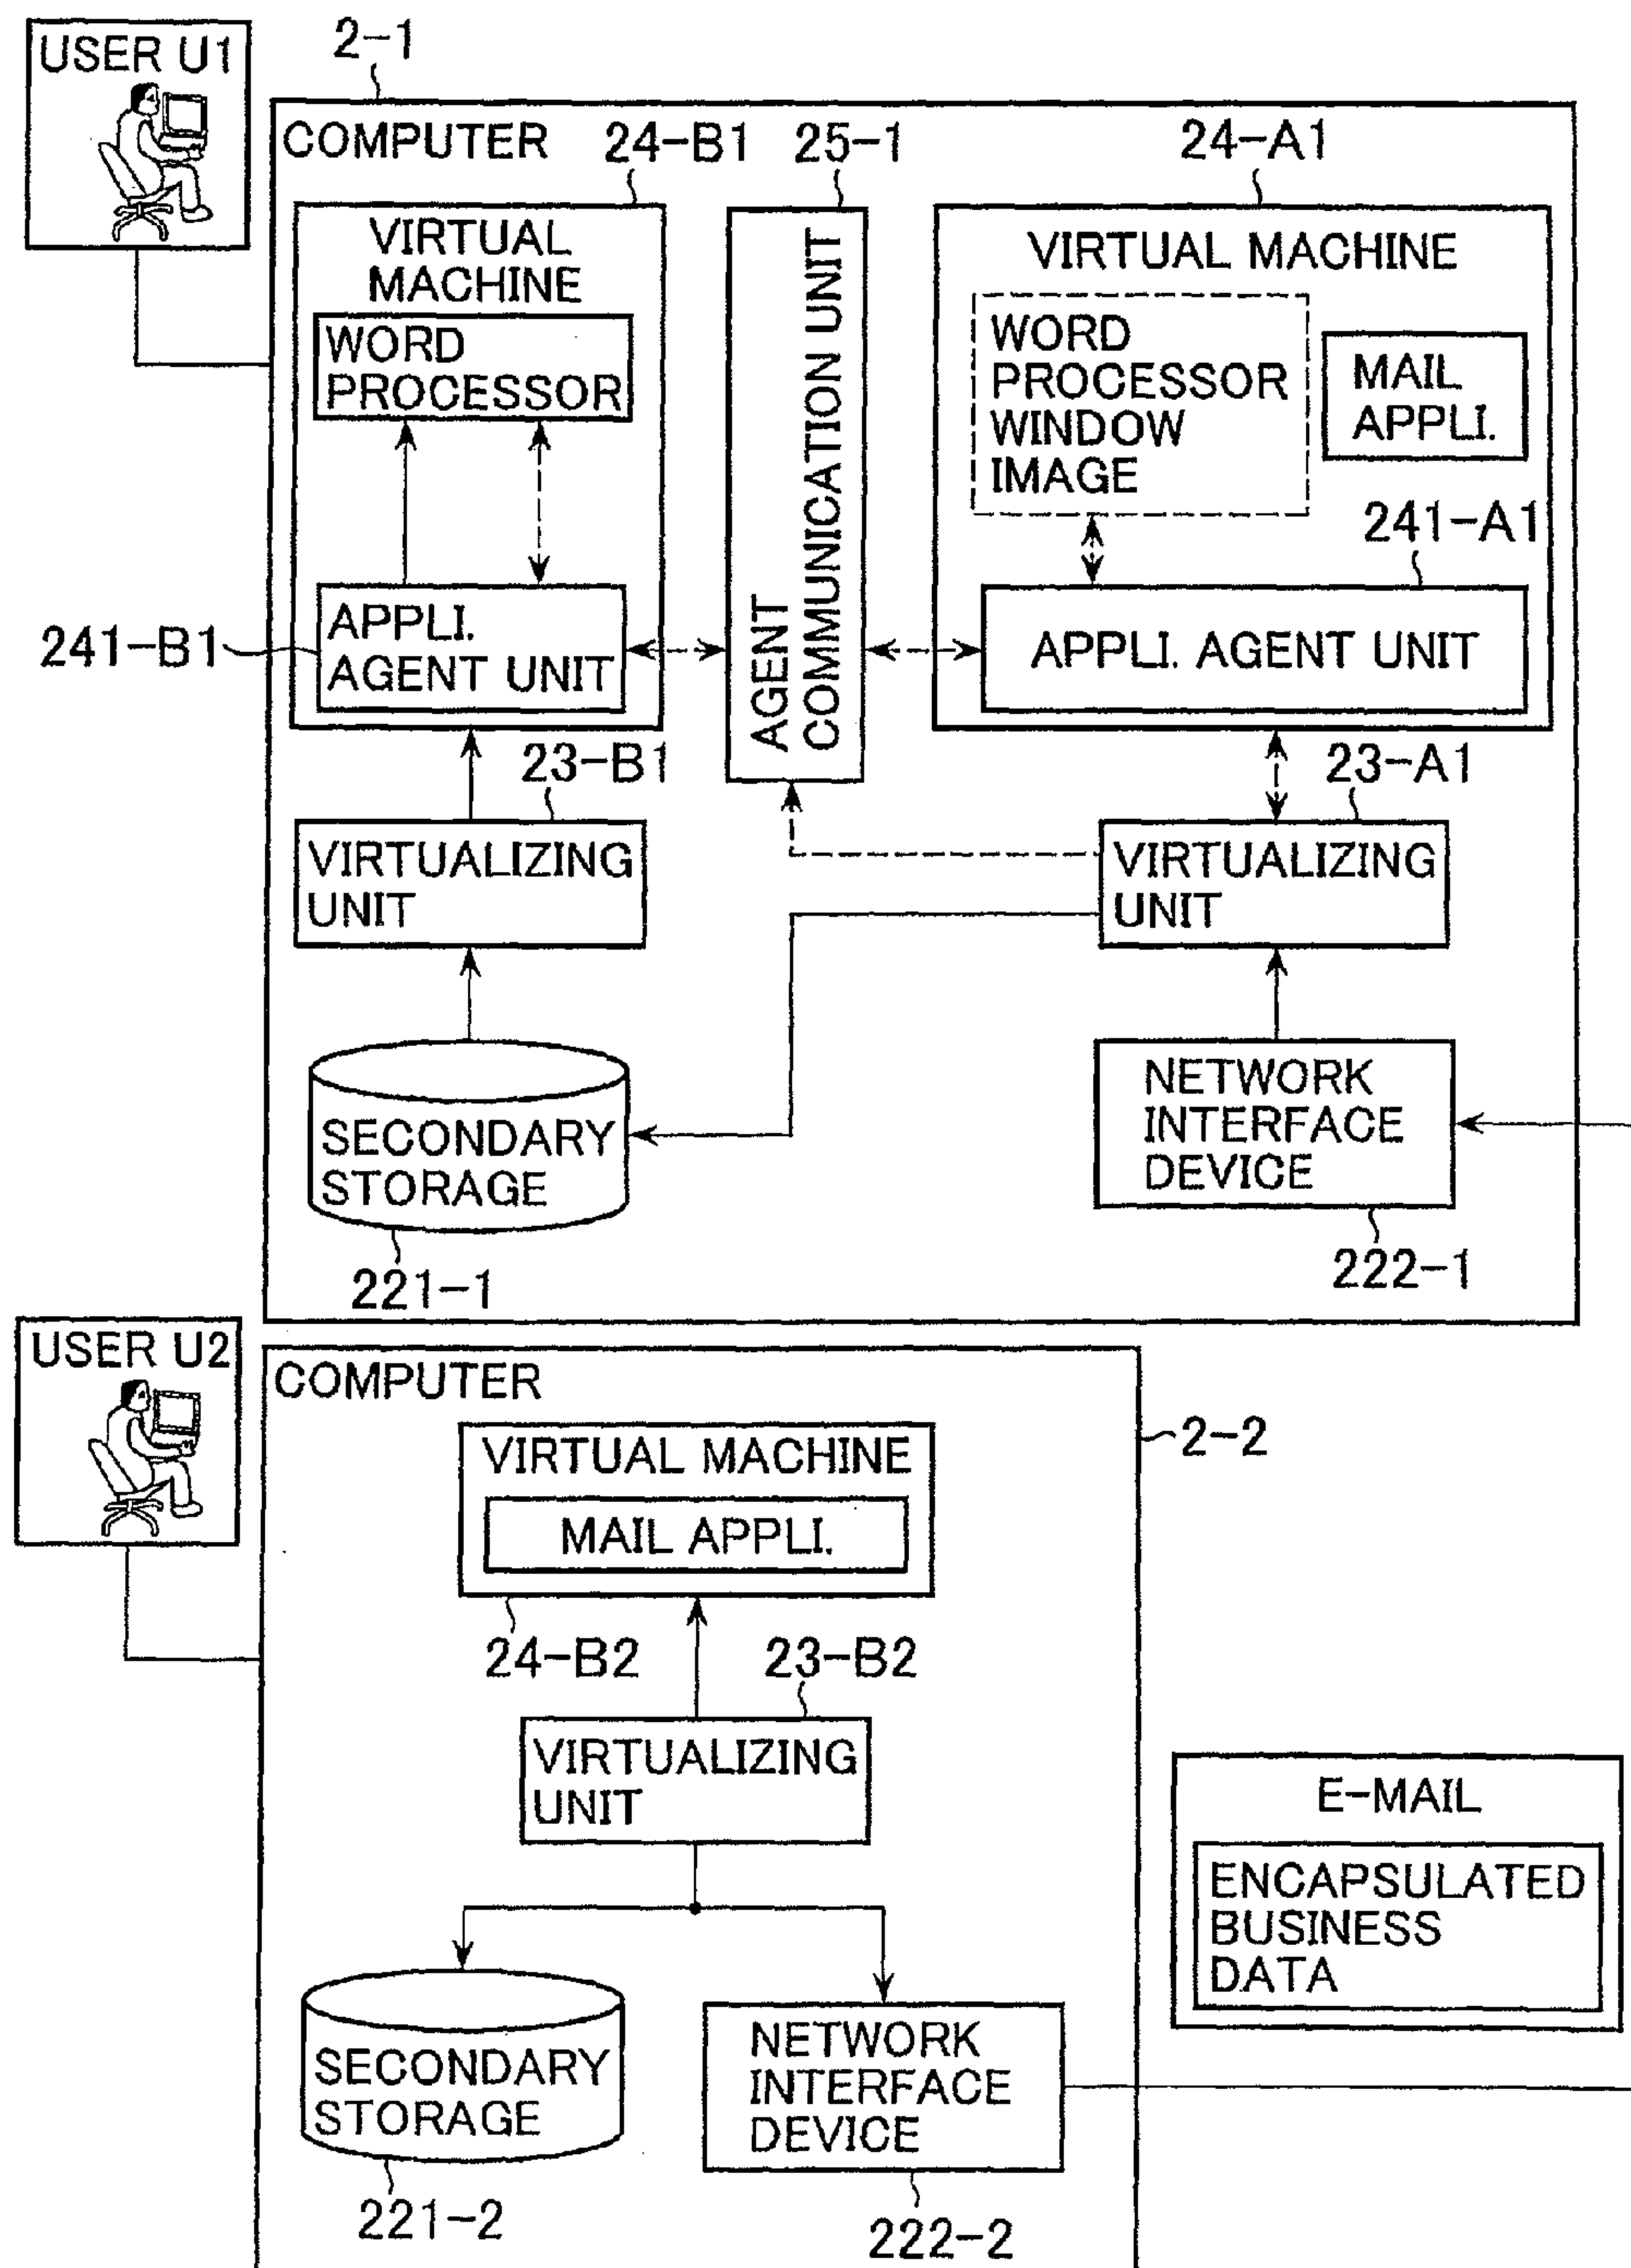 USER U1
2-1
COMPUTER
24-B1
25-1
24-A1
VIRTUAL
MACHINE
WORD
PROCESSOR
AGENT
COMMUNICATION UNIT
VIRTUAL MACHINE
WORD
PROCESSOR
WINDOW
IMAGE
MAIL
APPLI.
241-A1
241-B1
APPLI.
AGENT UNIT
APPLI. AGENT UNIT
23-B1
23-A1
VIRTUALIZING
UNIT
VIRTUALIZING
UNIT
SECONDARY
STORAGE
NETWORK
INTERFACE
DEVICE
221-1
222-1
USER U2
COMPUTER
2-2
VIRTUAL MACHINE
MAIL APPLI.
24-B2
23-B2
VIRTUALIZING
UNIT
E-MAIL
ENCAPSULATED
BUSINESS
DATA
SECONDARY
STORAGE
NETWORK
INTERFACE
DEVICE
221-2
222-2